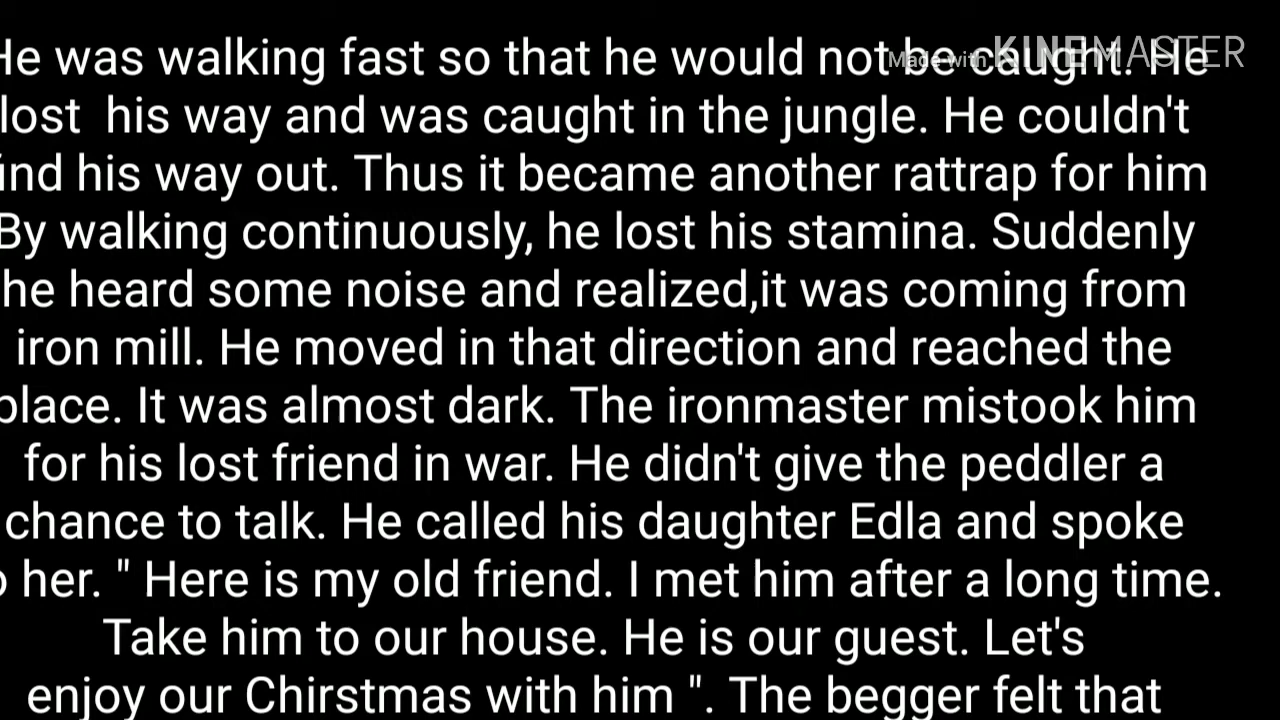 He was walking fast so that he would not be caught. He
Made with KINEMASTER
lost his way and was caught in the jungle. He couldn't
find his way out. Thus it became another rattrap for him
By walking continuously, he lost his stamina. Suddenly
he heard some noise and realized,it was coming from
iron mill. He moved in that direction and reached the
place. It was almost dark. The ironmaster mistook him
for his lost friend in war. He didn't give the peddler a
chance to talk. He called his daughter Edla and spoke
o her. " Here is my old friend. I met him after a long time.
Take him to our house. He is our guest. Let's
enjoy our Chirstmas with him ". The begger felt that